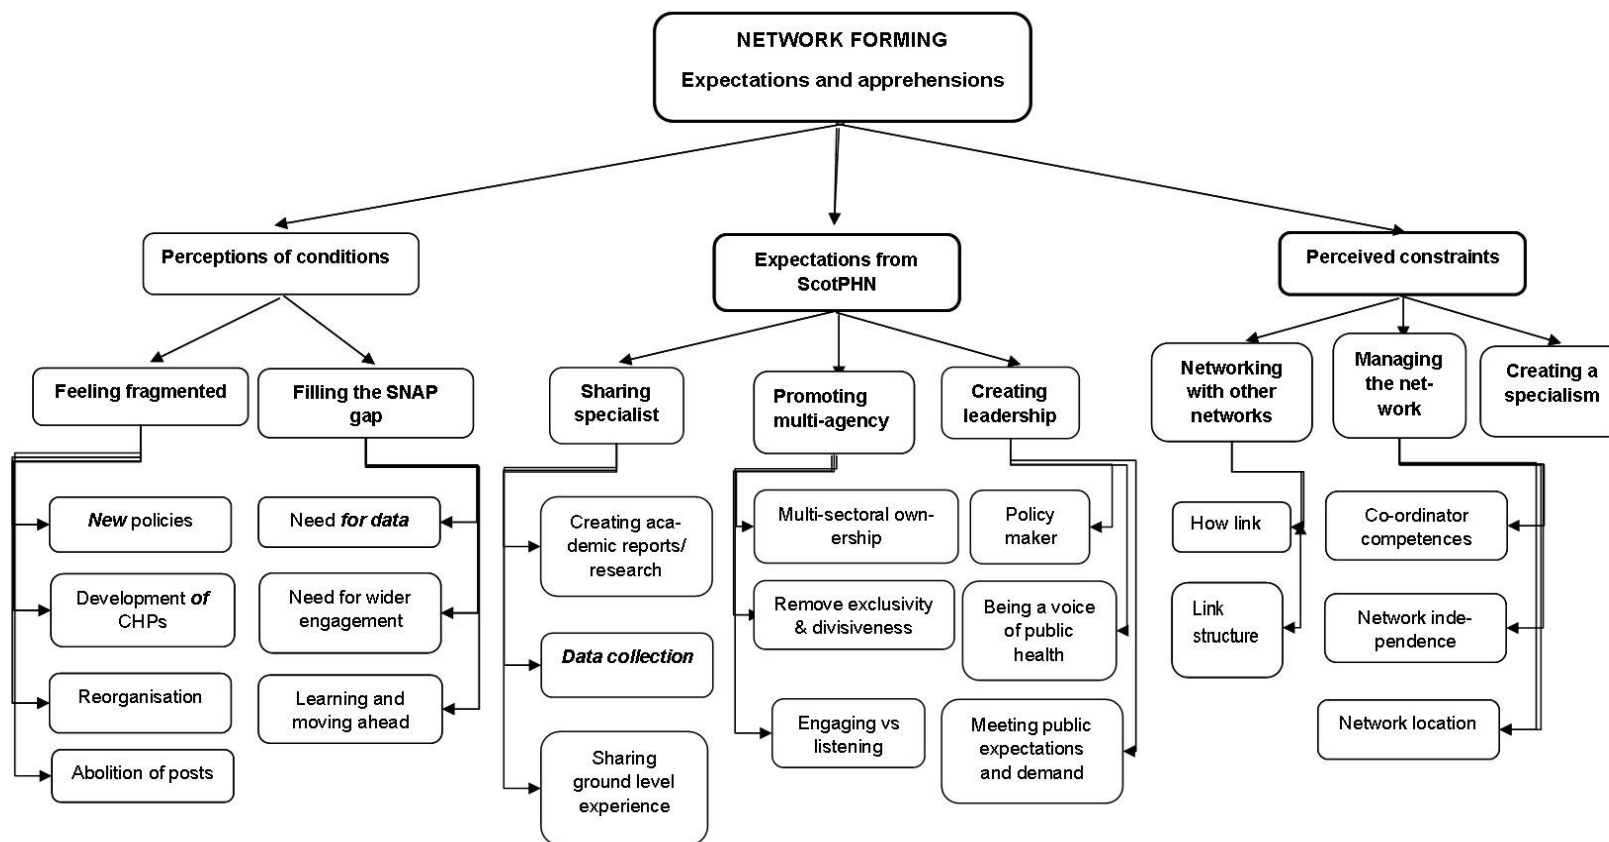 NETWORK FORMING
Expectations and apprehensions
Perceptions of conditions
Expectations from
ScotPHN
Perceived constraints
Feeling fragmented
Filling the SNAP
gap
Sharing
specialist
Promoting
multi-agency
Creating
leadership
Networking
with other
networks
Managing
the net-
work
Creating a
specialism
New policies
Development of
CHPs
Reorganisation
Abolition of posts
Need for data
Need for wider
engagement
Learning and
moving ahead
Creating aca-
demic reports/
research
Data collection
Sharing
ground level
experience
Multi-sectoral own-
ership
Remove exclusivity
& divisiveness
Engaging vs
listening
Policy
maker
Being a voice
of public
health
Meeting public
expectations
and demand
How link
Link
structure
Co-ordinator
competences
Network inde-
pendence
Network location